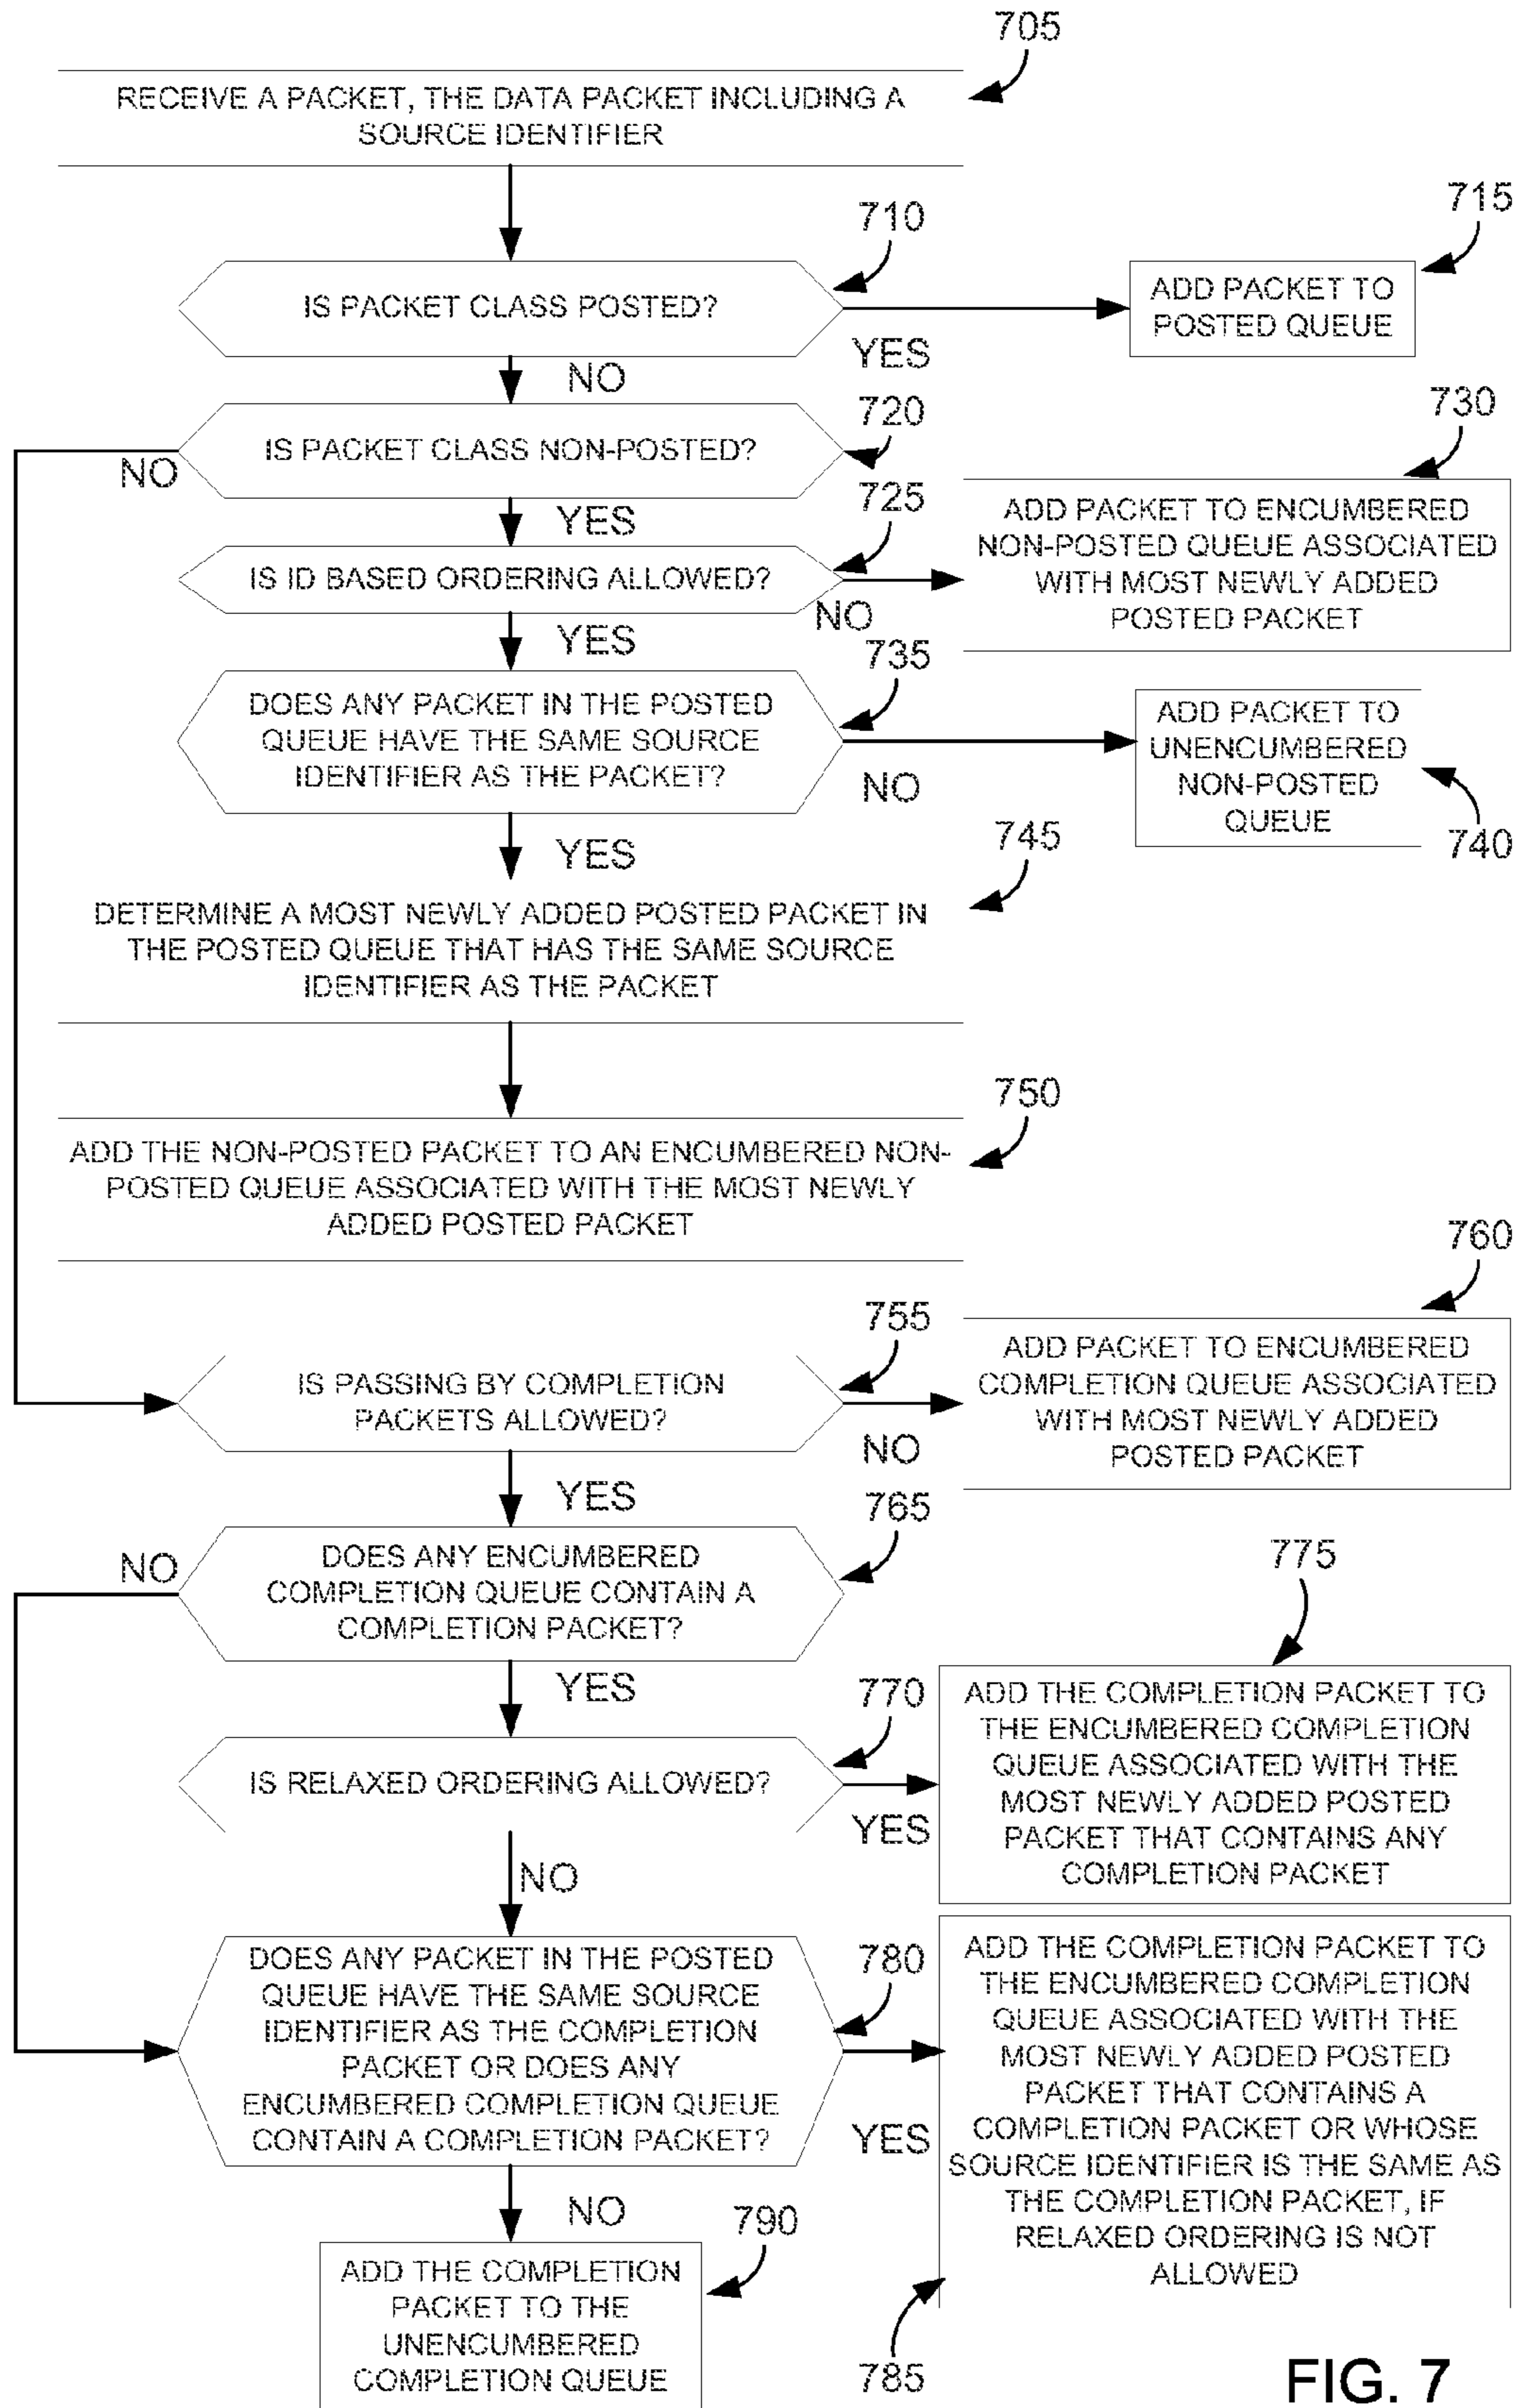 705
RECEIVE A PACKET, THE DATA PACKET INCLUDING A
SOURCE IDENTIFIER
710
715
IS PACKET CLASS POSTED?
ADD PACKET TO
POSTED QUEUE
YES
NO
720
730
IS PACKET CLASS NON-POSTED?
NO
725
YES
ADD PACKET TO ENCUMBERED
NON-POSTED QUEUE ASSOCIATED
WITH MOST NEWLY ADDED
POSTED PACKET
IS ID BASED ORDERING ALLOWED?
NO
YES
735
DOES ANY PACKET IN THE POSTED
QUEUE HAVE THE SAME SOURCE
IDENTIFIER AS THE PACKET?
ADD PACKET TO
UNENCUMBERED
NON-POSTED
QUEUE
NO
740
YES
745
DETERMINE A MOST NEWLY ADDED POSTED PACKET IN
THE POSTED QUEUE THAT HAS THE SAME SOURCE
IDENTIFIER AS THE PACKET
750
ADD THE NON-POSTED PACKET TO AN ENCUMBERED NON-
POSTED QUEUE ASSOCIATED WITH THE MOST NEWLY
ADDED POSTED PACKET
760
755
IS PASSING BY COMPLETION
PACKETS ALLOWED?
ADD PACKET TO ENCUMBERED
COMPLETION QUEUE ASSOCIATED
WITH MOST NEWLY ADDED
POSTED PACKET
NO
YES
765
NO
DOES ANY ENCUMBERED
COMPLETION QUEUE CONTAIN A
COMPLETION PACKET?
775
YES
770
IS RELAXED ORDERING ALLOWED?
ADD THE COMPLETION PACKET TO
THE ENCUMBERED COMPLETION
QUEUE ASSOCIATED WITH THE
MOST NEWLY ADDED POSTED
PACKET THAT CONTAINS ANY
COMPLETION PACKET
YES
NO
780
DOES ANY PACKET IN THE POSTED
QUEUE HAVE THE SAME SOURCE
IDENTIFIER AS THE COMPLETION
PACKET OR DOES ANY
ENCUMBERED COMPLETION QUEUE
CONTAIN A COMPLETION PACKET?
YES
ADD THE COMPLETION PACKET TO
THE ENCUMBERED COMPLETION
QUEUE ASSOCIATED WITH THE
MOST NEWLY ADDED POSTED
PACKET THAT CONTAINS A
COMPLETION PACKET OR WHOSE
SOURCE IDENTIFIER IS THE SAME AS
THE COMPLETION PACKET, IF
RELAXED ORDERING IS NOT
ALLOWED
NO
790
ADD THE COMPLETION
PACKET TO THE
UNENCUMBERED
COMPLETION QUEUE
785
FIG. 7